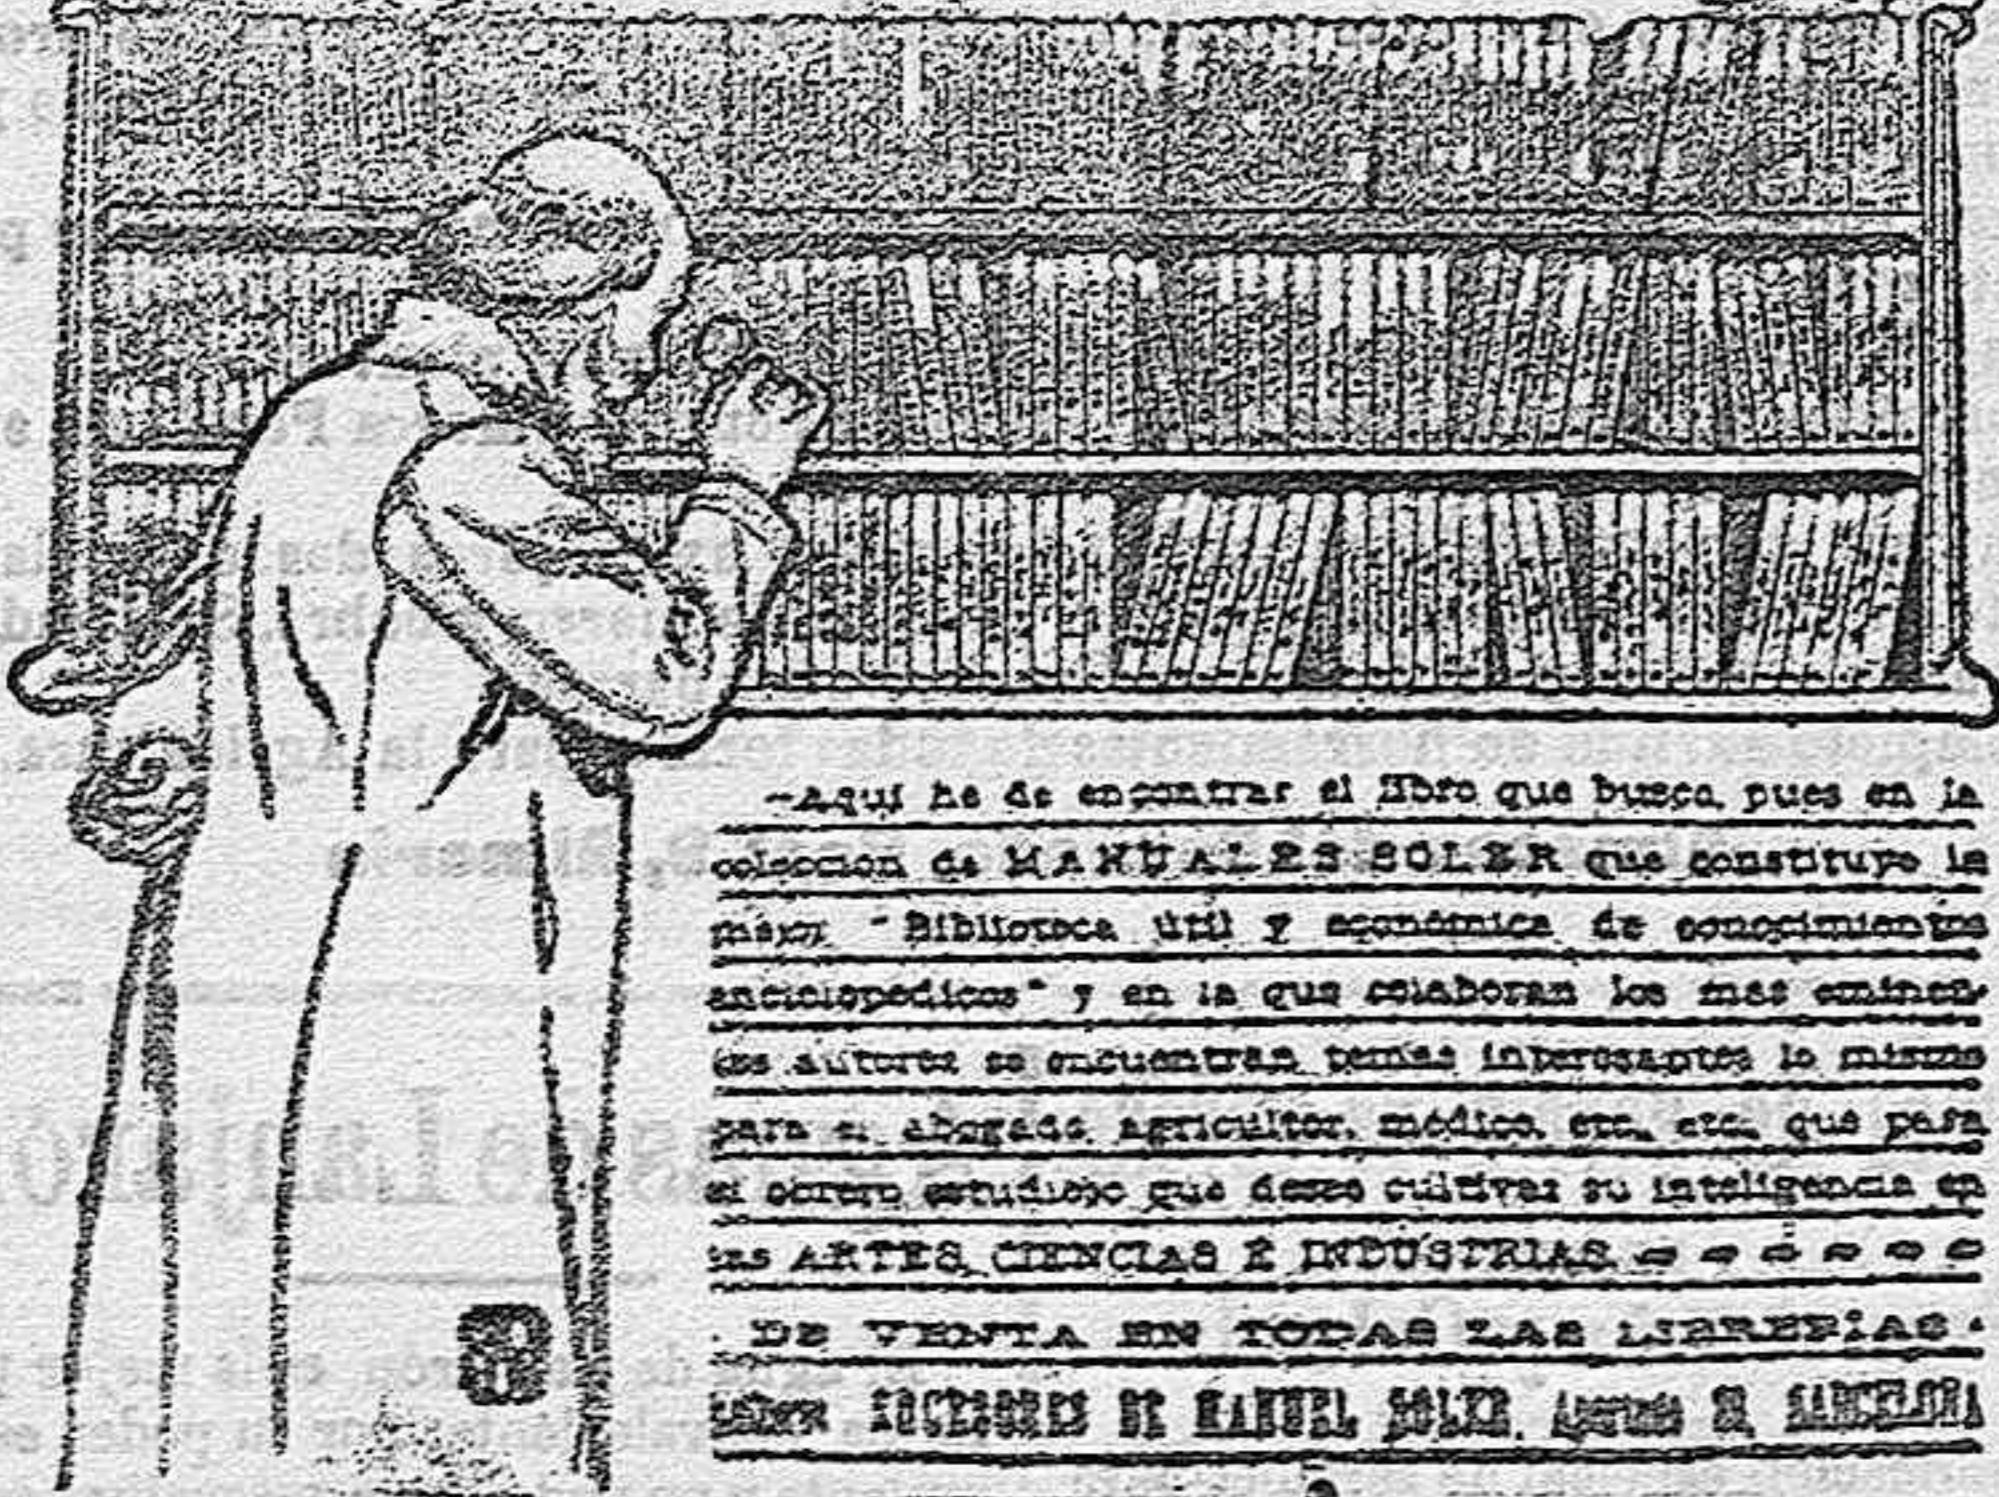 -Aquí he de encontrar el libro que busco, pues en la
colección de MANUALES SOLER que constituye la
mejor "Biblioteca útil y económica de conocimientos
enciclopédicos" y en la que colaboran los más eminen-
tes autores se encuentran temas interesantes lo mismo
para el abogado, agricultor, médico, etc., etc., que para
el obrero estudioso que desee cultivar su inteligencia en
las ARTES, CIENCIAS É INDUSTRIAS.
DE VENTA EN TODAS LAS LIBRERÍAS
SUCESORES DE MANUEL SOLER. BARCELONA